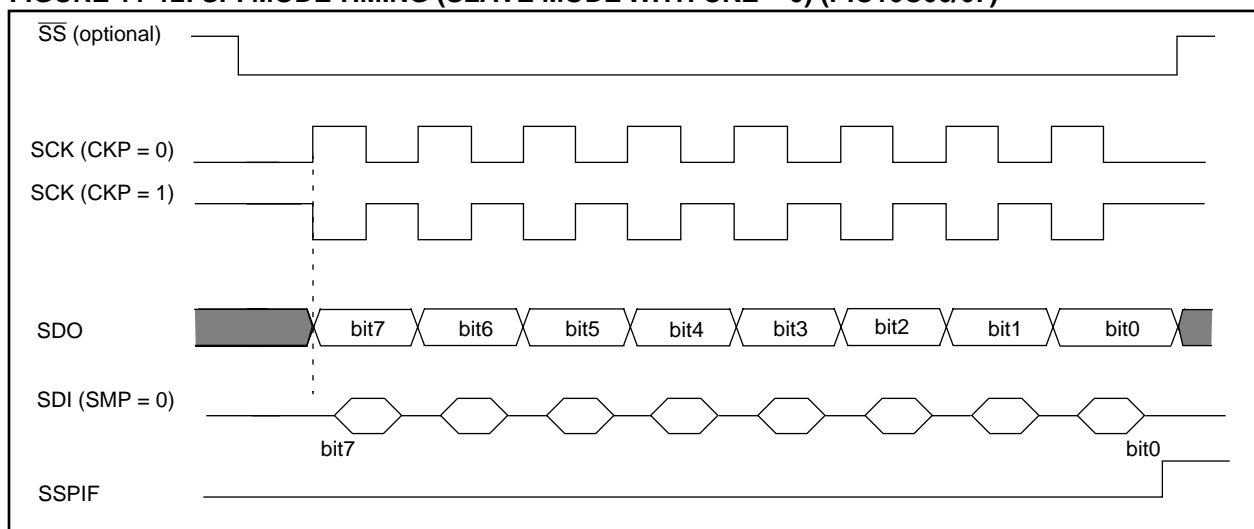 SS (optional)
SCK (CKP = 0)
SCK (CKP = 1)
SDO
bit7 bit6 bit5 bit4 bit3 bit2 bit1 bit0
SDI (SMP = 0)
bit7 bit0
SSPIF